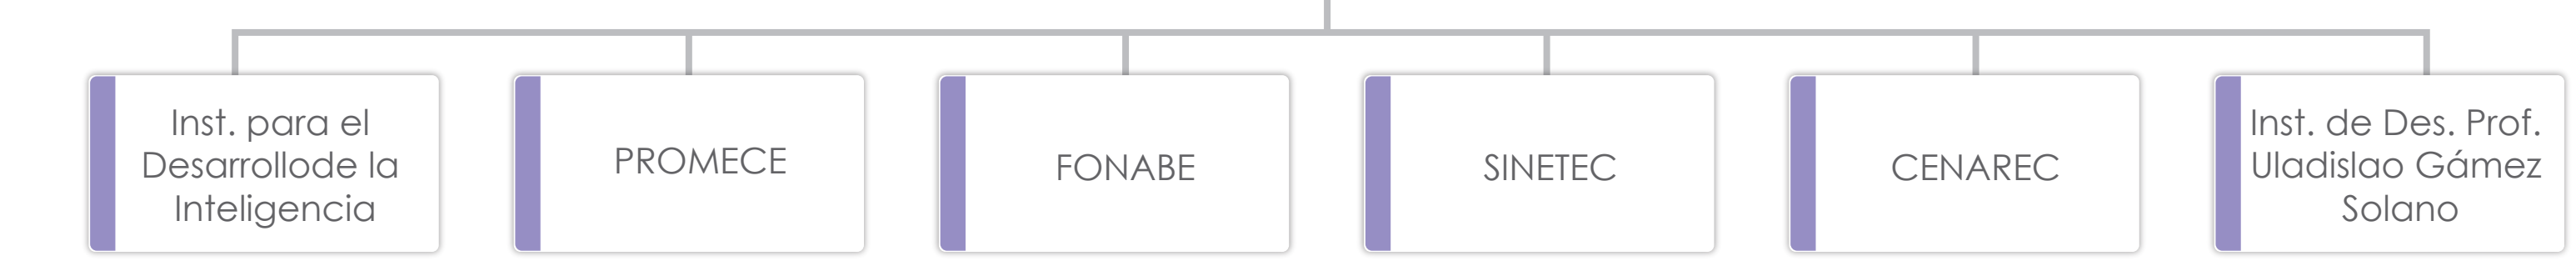 Inst. para el
Desarrollode la
Inteligencia
PROMECE
FONABE
SINETEC
CENAREC
Inst. de Des. Prof.
Uladislao Gámez
Solano